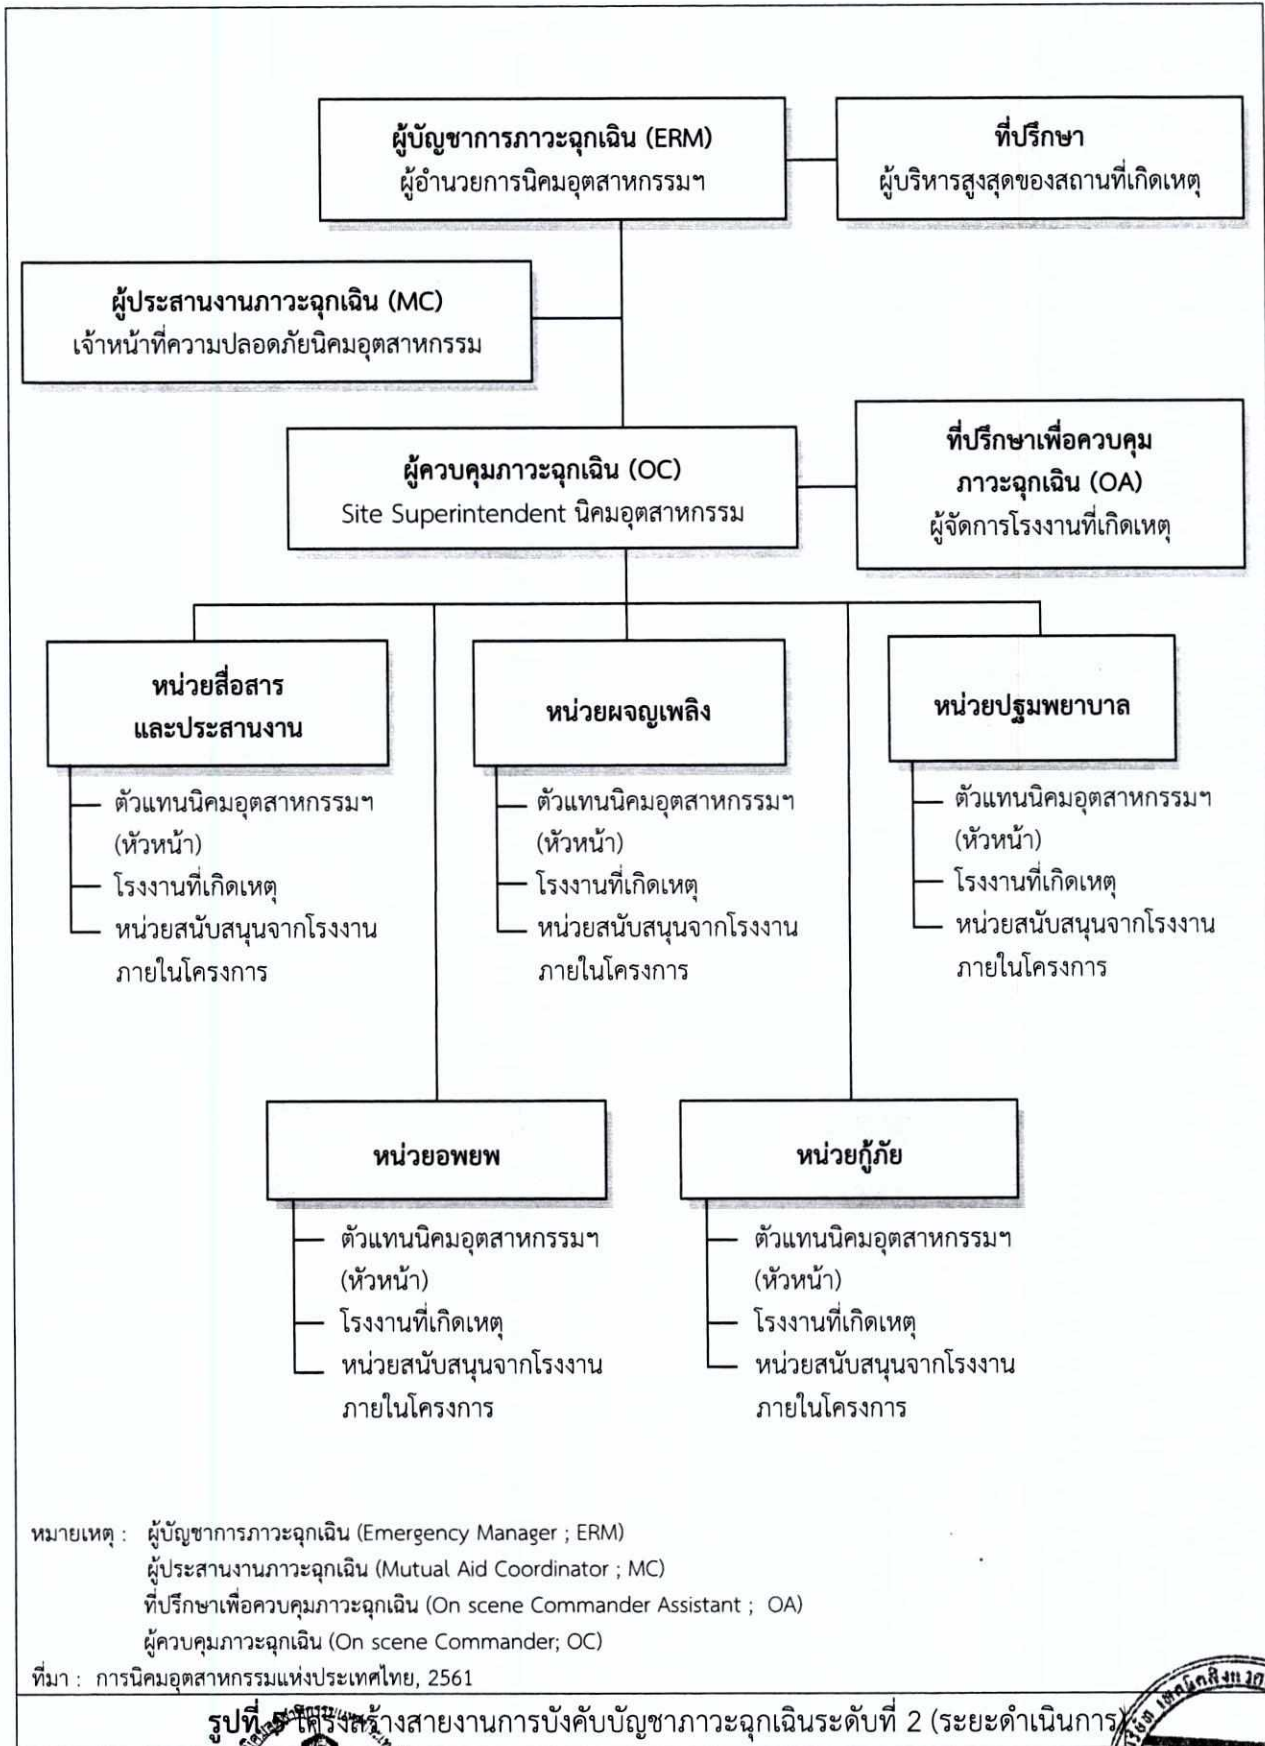 ผู้บัญชาการภาวะฉุกเฉิน (ERM)
ผู้อำนวยการนิคมอุตสาหกรรมฯ
ที่ปรึกษา
ผู้บริหารสูงสุดของสถานที่เกิดเหตุ
ผู้ประสานงานภาวะฉุกเฉิน (MC)
เจ้าหน้าที่ความปลอดภัยนิคมอุตสาหกรรม
ผู้ควบคุมภาวะฉุกเฉิน (OC)
Site Superintendent นิคมอุตสาหกรรม
ที่ปรึกษาเพื่อควบคุม
ภาวะฉุกเฉิน (OA)
ผู้จัดการโรงงานที่เกิดเหตุ
หน่วยสื่อสาร
และประสานงาน
ตัวแทนนิคมอุตสาหกรรมฯ
(หัวหน้า)
โรงงานที่เกิดเหตุ
หน่วยสนับสนุนจากโรงงาน
ภายในโครงการ
หน่วยผจญเพลิง
ตัวแทนนิคมอุตสาหกรรมฯ
(หัวหน้า)
โรงงานที่เกิดเหตุ
หน่วยสนับสนุนจากโรงงาน
ภายในโครงการ
หน่วยปฐมพยาบาล
ตัวแทนนิคมอุตสาหกรรมฯ
(หัวหน้า)
โรงงานที่เกิดเหตุ
หน่วยสนับสนุนจากโรงงาน
ภายในโครงการ
หน่วยอพยพ
ตัวแทนนิคมอุตสาหกรรมฯ
(หัวหน้า)
โรงงานที่เกิดเหตุ
หน่วยสนับสนุนจากโรงงาน
ภายในโครงการ
หน่วยกู้ภัย
ตัวแทนนิคมอุตสาหกรรมฯ
(หัวหน้า)
โรงงานที่เกิดเหตุ
หน่วยสนับสนุนจากโรงงาน
ภายในโครงการ
หมายเหตุ : ผู้บัญชาการภาวะฉุกเฉิน (Emergency Manager ; ERM)
ผู้ประสานงานภาวะฉุกเฉิน (Mutual Aid Coordinator ; MC)
ที่ปรึกษาเพื่อควบคุมภาวะฉุกเฉิน (On scene Commander Assistant ; OA)
ผู้ควบคุมภาวะฉุกเฉิน (On scene Commander; OC)
ที่มา : การนิคมอุตสาหกรรมแห่งประเทศไทย, 2561
รูปที่ โครงสร้างสายงานการบังคับบัญชาภาวะฉุกเฉินระดับที่ 2 (ระยะดำเนินการ)